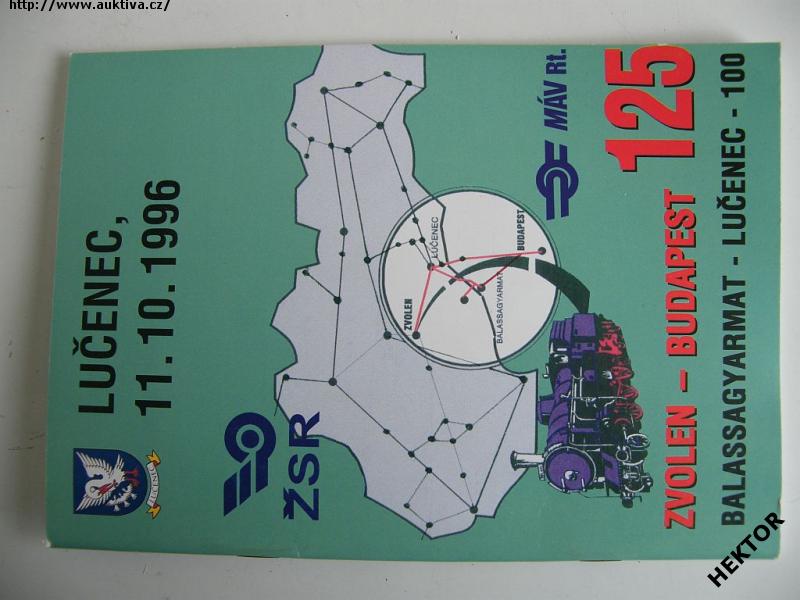 http://www.auktiva.cz/
LUČENEC,
11.10.1996
ŽSR
MÁV Rt.
ZVOLEN
LUČENEC
BALASSAGYARMAT
BUDAPEST
ZVOLEN – BUDAPEST 125
BALASSAGYARMAT - LUČENEC - 100
HEKTOR